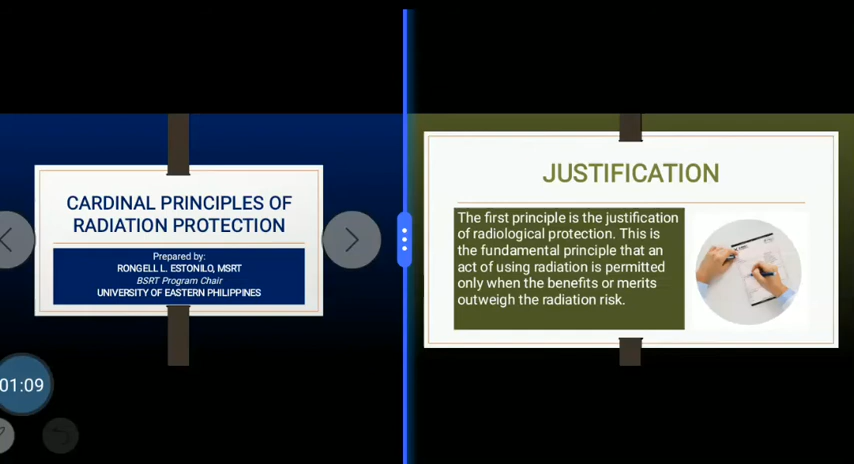 CARDINAL PRINCIPLES OF
RADIATION PROTECTION
Prepared by:
RONGELL L. ESTONILO, MSRT
BSRT Program Chair
UNIVERSITY OF EASTERN PHILIPPINES
01:09
JUSTIFICATION
The first principle is the justification
of radiological protection. This is
the fundamental principle that an
act of using radiation is permitted
only when the benefits or merits
outweigh the radiation risk.